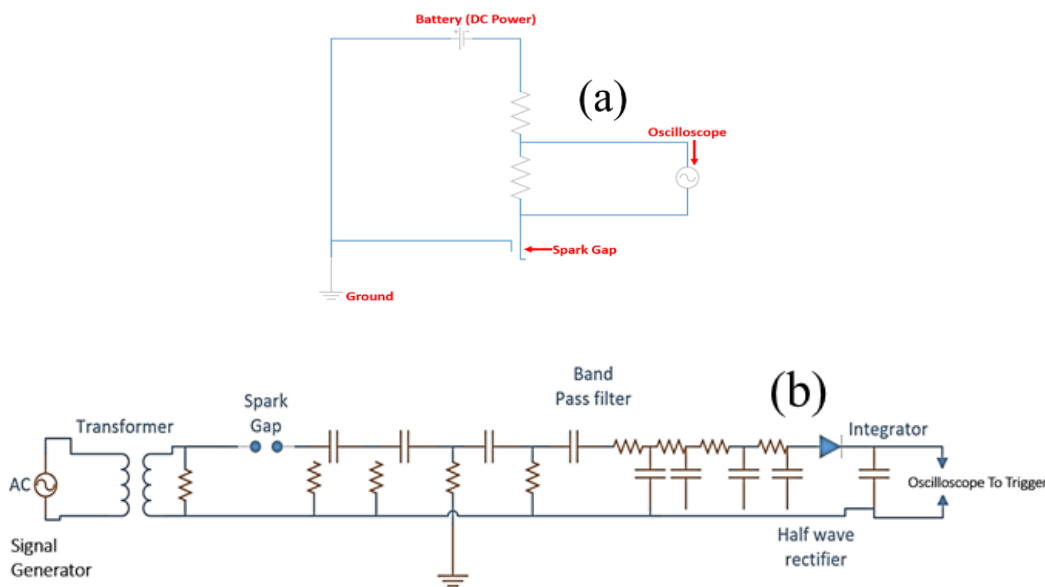 Battery (DC Power)
(a)
Oscilloscope
Spark Gap
Ground
(b)
Band
Pass filter
Spark
Gap
Transformer
Integrator
AC
Oscilloscope To Trigger
Half wave
rectifier
Signal
Generator